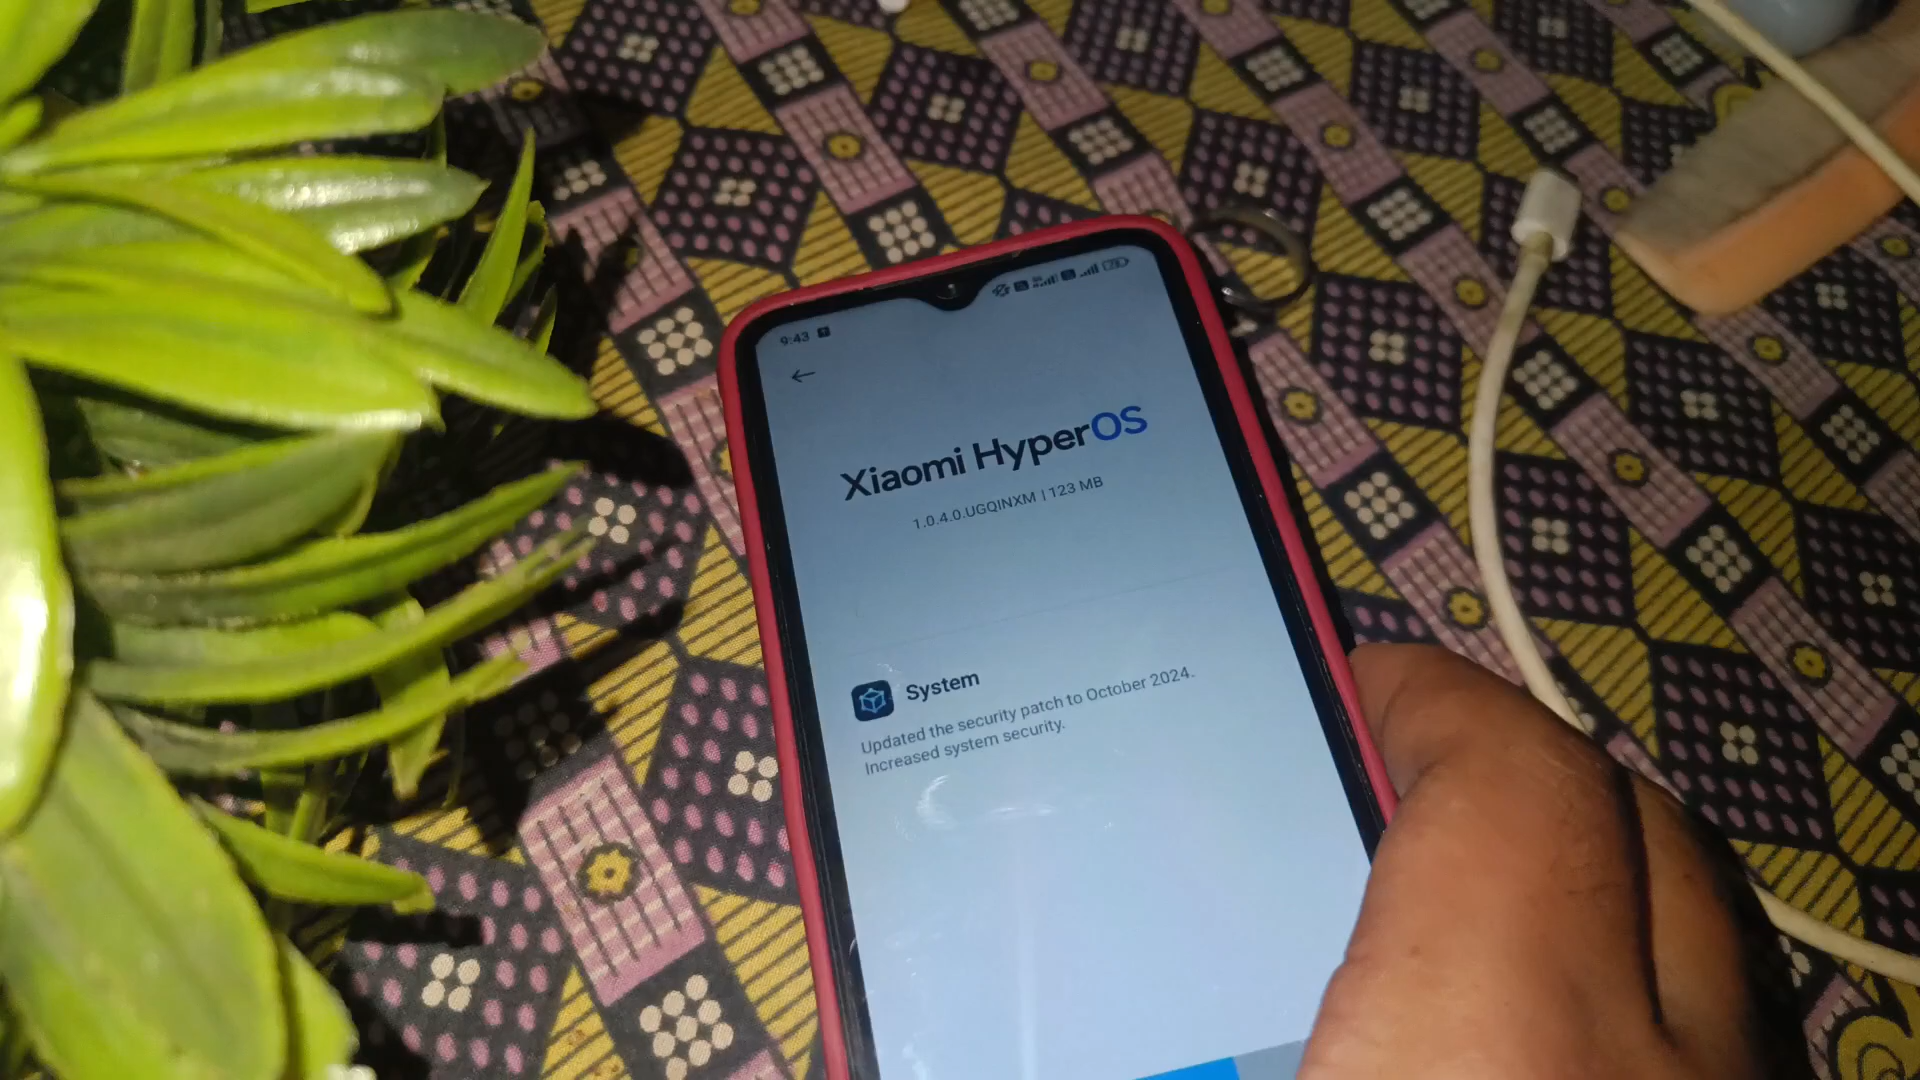 9:43
Xiaomi HyperOS
1.0.4.0.UGQINXM | 123 MB
System
Updated the security patch to October 2024.
Increased system security.